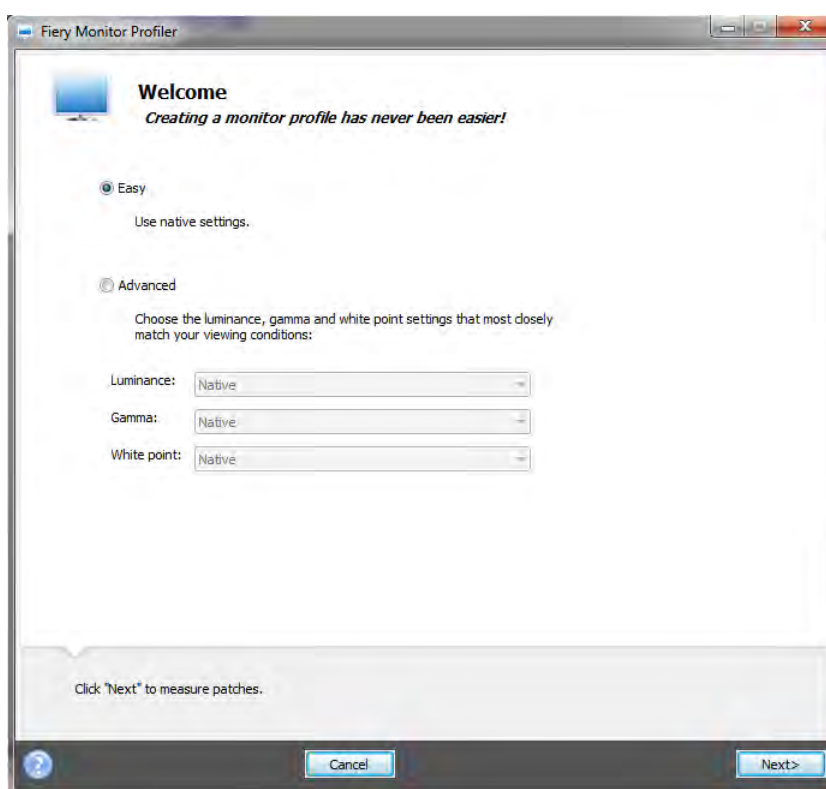 Fiery Monitor Profiler
Welcome
Creating a monitor profile has never been easier!
Easy
Use native settings.
Advanced
Choose the luminance, gamma and white point settings that most closely
match your viewing conditions:
Luminance: Native
Gamma: Native
White point: Native
Click "Next" to measure patches.
? Cancel Next>